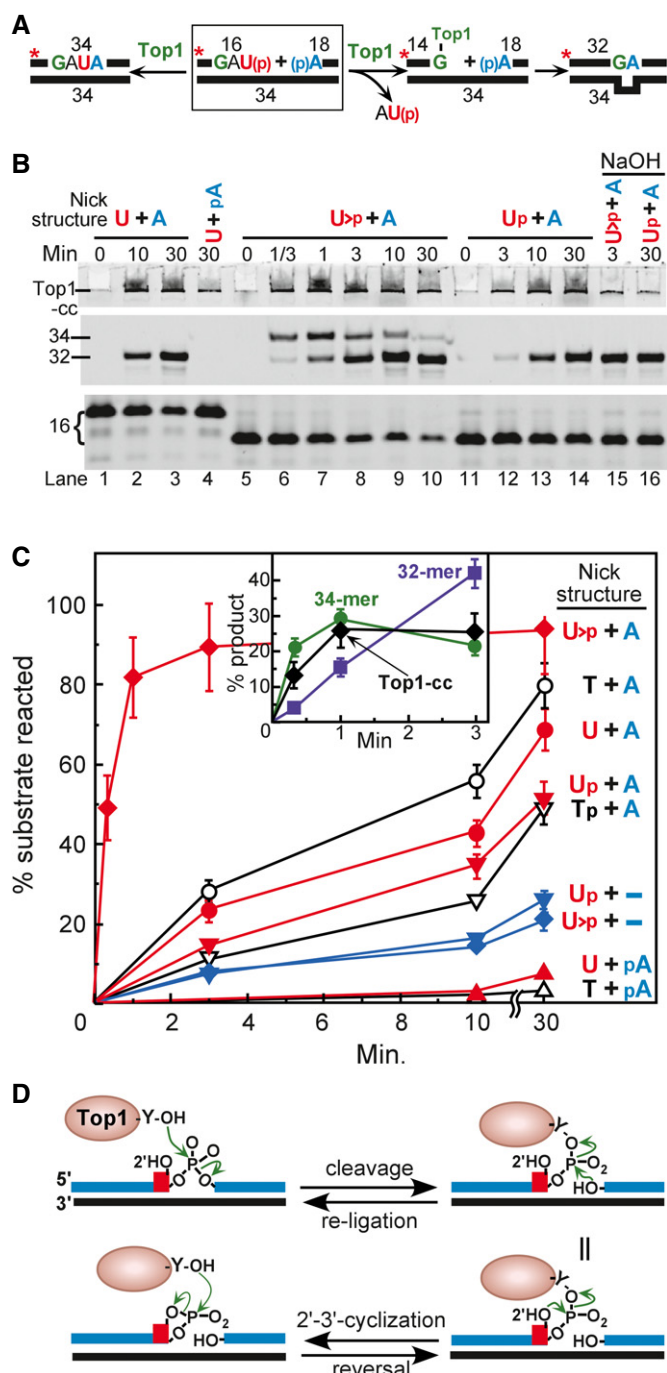 A
34
16
18
14
Top1
18
32
* GAUA
Top1
* GAU(p) + (p)A
Top1
* G + (p)A
* GA
34
34
AU(p)
34
34
B
NaOH
Nick structure
U + A
U + pA
U>p + A
Up + A
U>p + A
Up + A
Min
0 10 30 30 0 1/3 1 3 10 30 0 3 10 30 3 30
Top1
-cc
34
32
16
Lane 1 2 3 4 5 6 7 8 9 10 11 12 13 14 15 16
C
% substrate reacted
100
80
60
40
20
0
2
4
6
8
10
30
Min.
% product
40
30
20
10
0
1
2
3
Min
34-mer
32-mer
Top1-cc
Nick
structure
U>p + A
T + A
U + A
Up + A
Tp + A
Up + –
U>p + –
U + pA
T + pA
D
Top1 -Y-OH
2'HO O P O O O
5'
3'
cleavage
re-ligation
Y
O
2'HO O P O2 HO
=
Y-OH
2'HO O P O2 HO
2'-3'-cyclization
reversal
Y
O
2'HO O P O2 HO